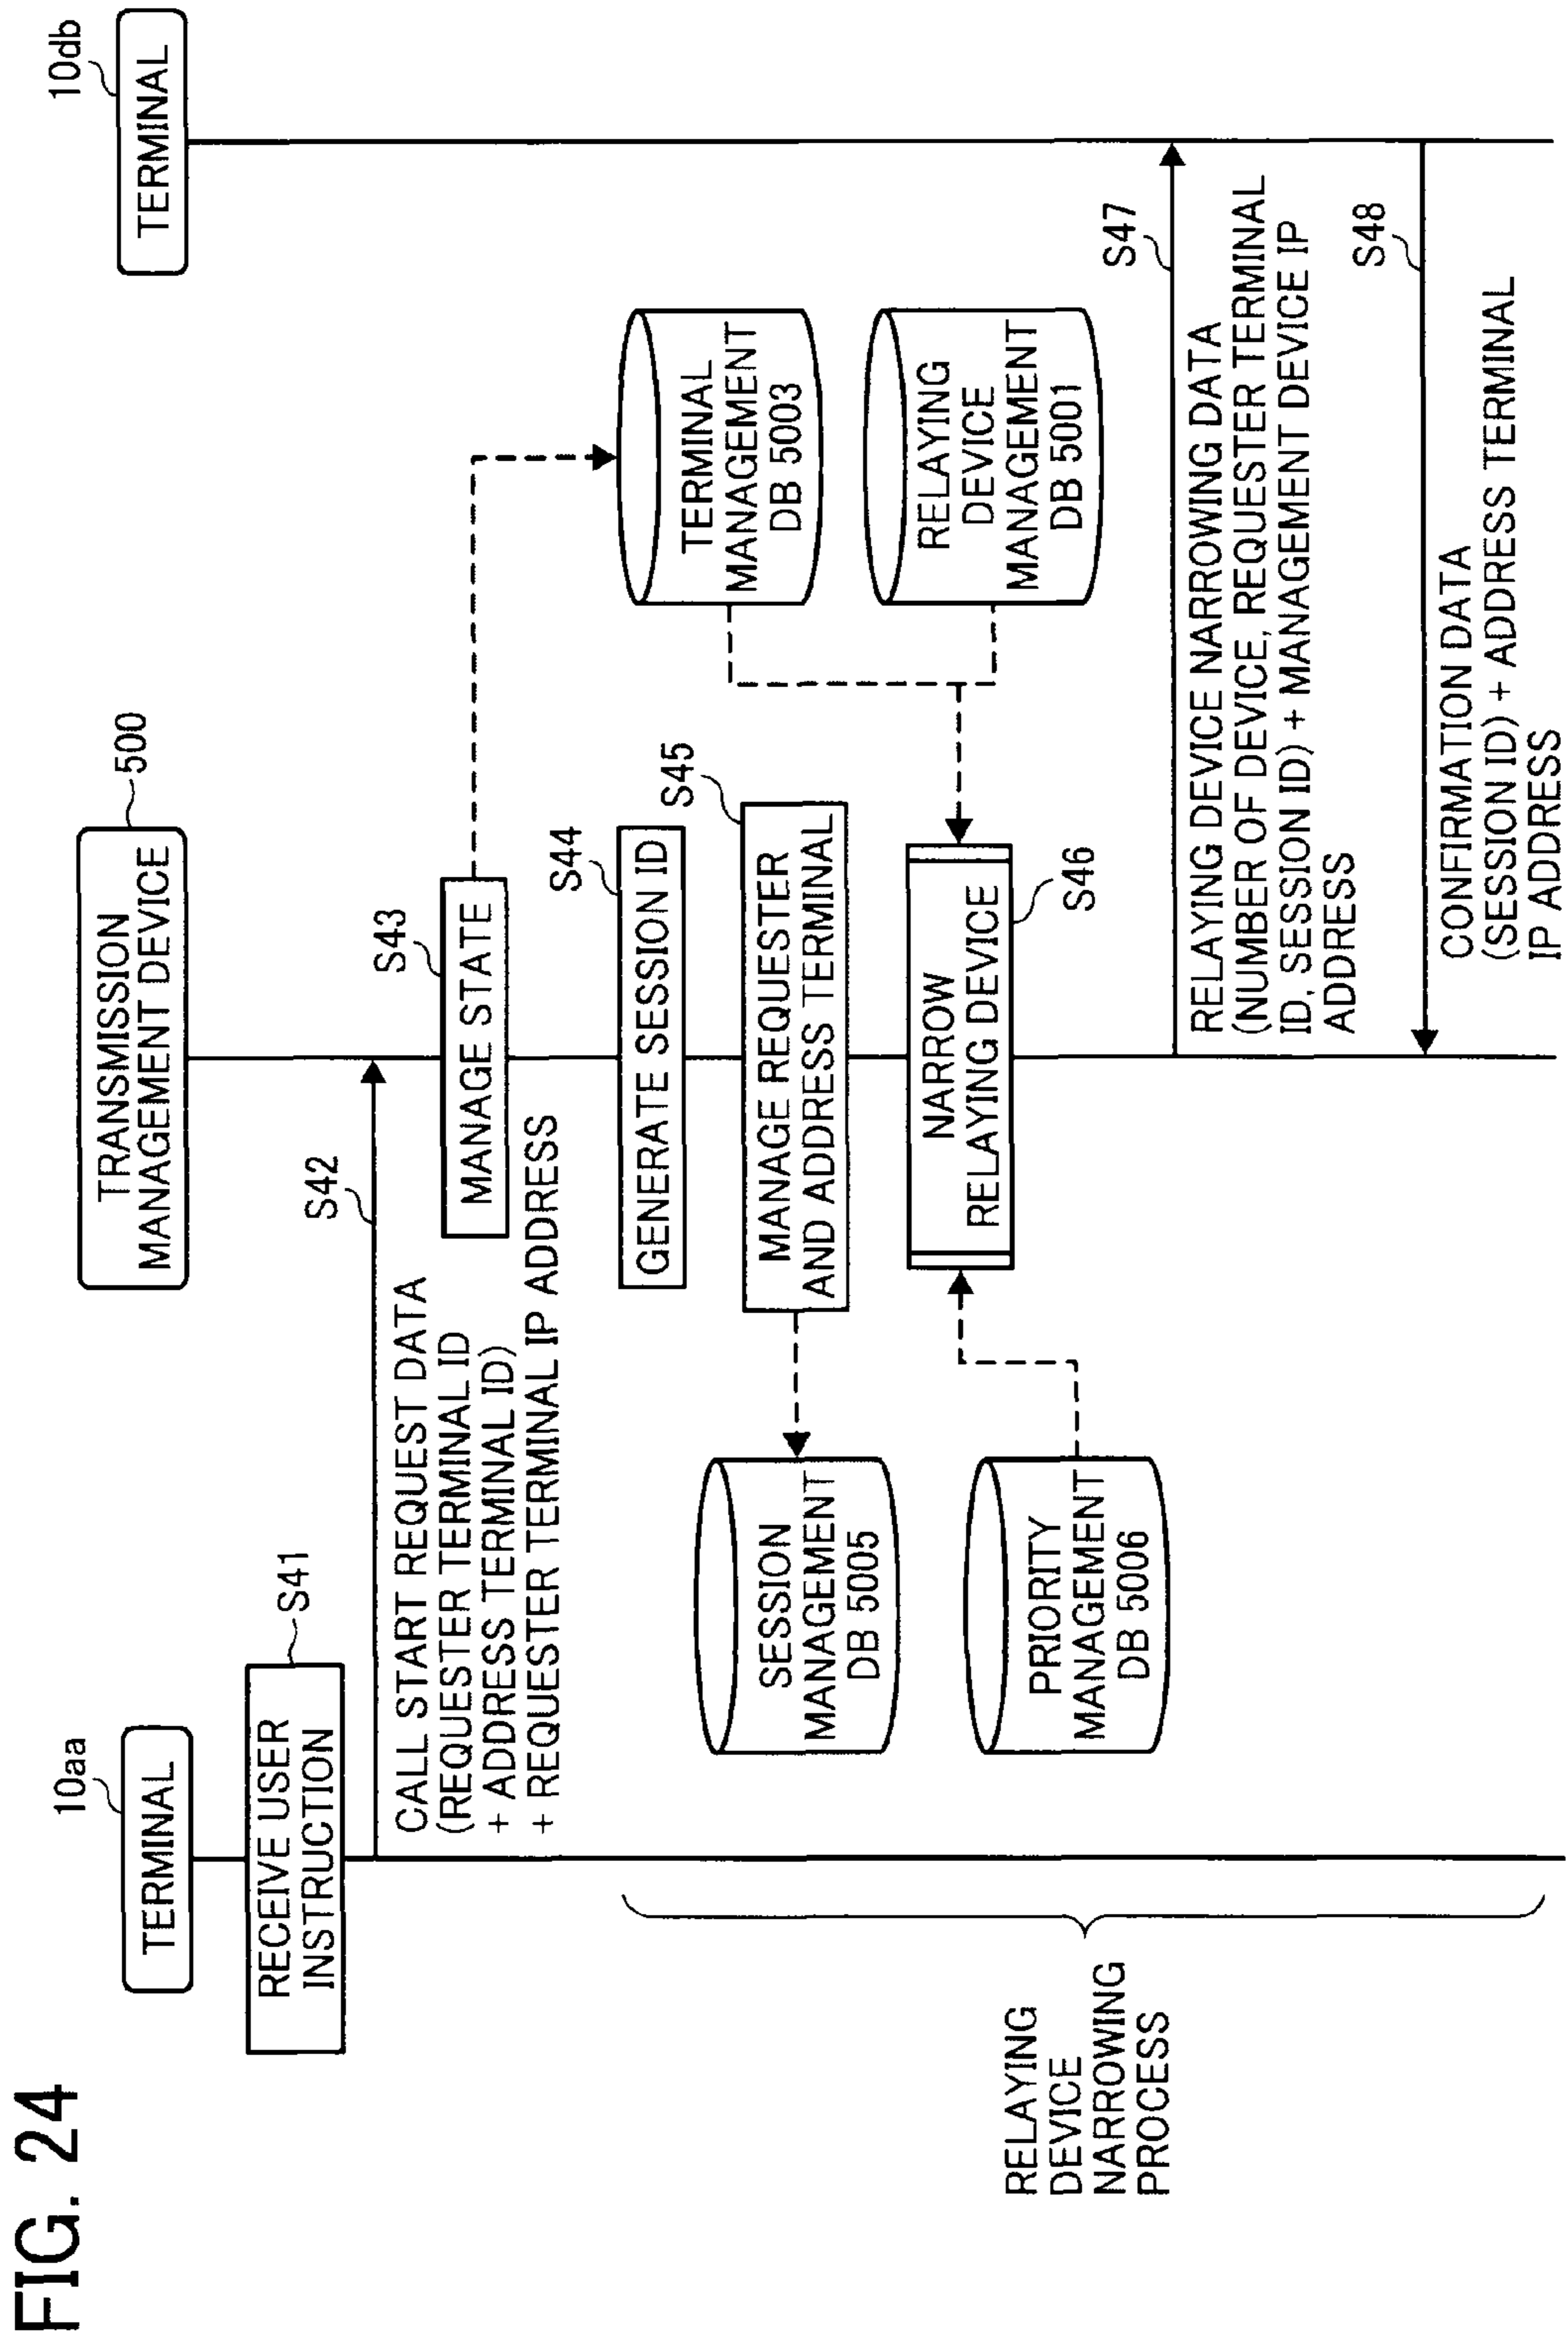 FIG. 24
10aa
TERMINAL
500
TRANSMISSION
MANAGEMENT DEVICE
10db
TERMINAL
RECEIVE USER
INSTRUCTION
S41
S42
CALL START REQUEST DATA
(REQUESTER TERMINAL ID
+ ADDRESS TERMINAL ID)
+ REQUESTER TERMINAL IP ADDRESS
MANAGE STATE
S43
GENERATE SESSION ID
S44
TERMINAL
MANAGEMENT
DB 5003
MANAGE REQUESTER
AND ADDRESS TERMINAL
S45
SESSION
MANAGEMENT
DB 5005
RELAYING
DEVICE
MANAGEMENT
DB 5001
NARROW
RELAYING DEVICE
S46
PRIORITY
MANAGEMENT
DB 5006
RELAYING
DEVICE
NARROWING
PROCESS
S47
RELAYING DEVICE NARROWING DATA
(NUMBER OF DEVICE, REQUESTER TERMINAL
ID, SESSION ID) + MANAGEMENT DEVICE IP
ADDRESS
S48
CONFIRMATION DATA
(SESSION ID) + ADDRESS TERMINAL
IP ADDRESS